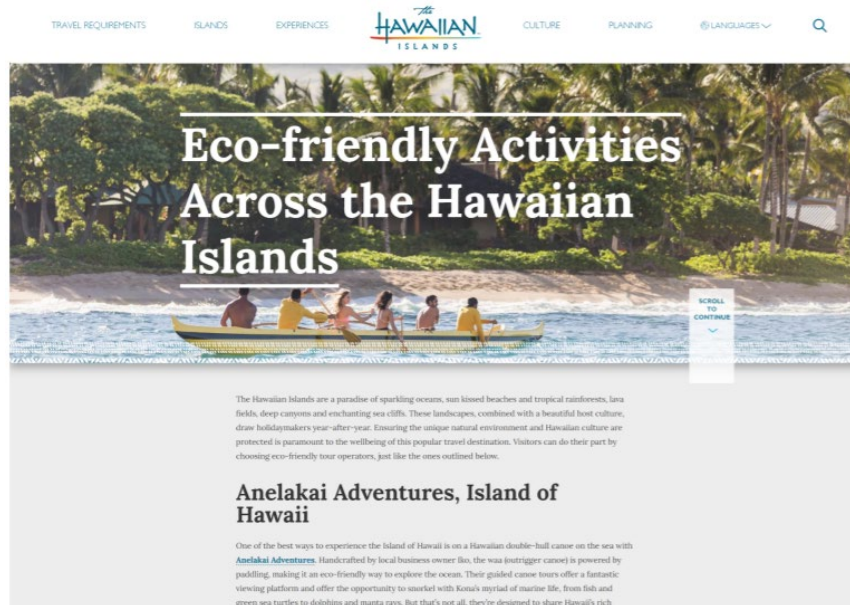 TRAVEL REQUIREMENTS
ISLANDS
EXPERIENCES
The
HAWAIIAN
ISLANDS
CULTURE
PLANNING
LANGUAGES
Eco-friendly Activities
Across the Hawaiian
Islands
SCROLL
TO
CONTINUE
The Hawaiian Islands are a paradise of sparkling oceans, sun kissed beaches and tropical rainforests, lava
fields, deep canyons and enchanting sea cliffs. These landscapes, combined with a beautiful host culture,
draw holidaymakers year-after-year. Ensuring the unique natural environment and Hawaiian culture are
protected is paramount to the wellbeing of this popular travel destination. Visitors can do their part by
choosing eco-friendly tour operators, just like the ones outlined below.
Anelakai Adventures, Island of
Hawaii
One of the best ways to experience the Island of Hawaii is on a Hawaiian double-hull canoe on the sea with
Anelakai Adventures. Handcrafted by local business owner Iko, the waa (outrigger canoe) is powered by
paddling, making it an eco-friendly way to explore the ocean. Their guided canoe tours offer a fantastic
viewing platform and offer the opportunity to snorkel with Kona's myriad of marine life, from fish and
green sea turtles to dolphins and manta rays. But that's not all, they're designed to share Hawaii's rich